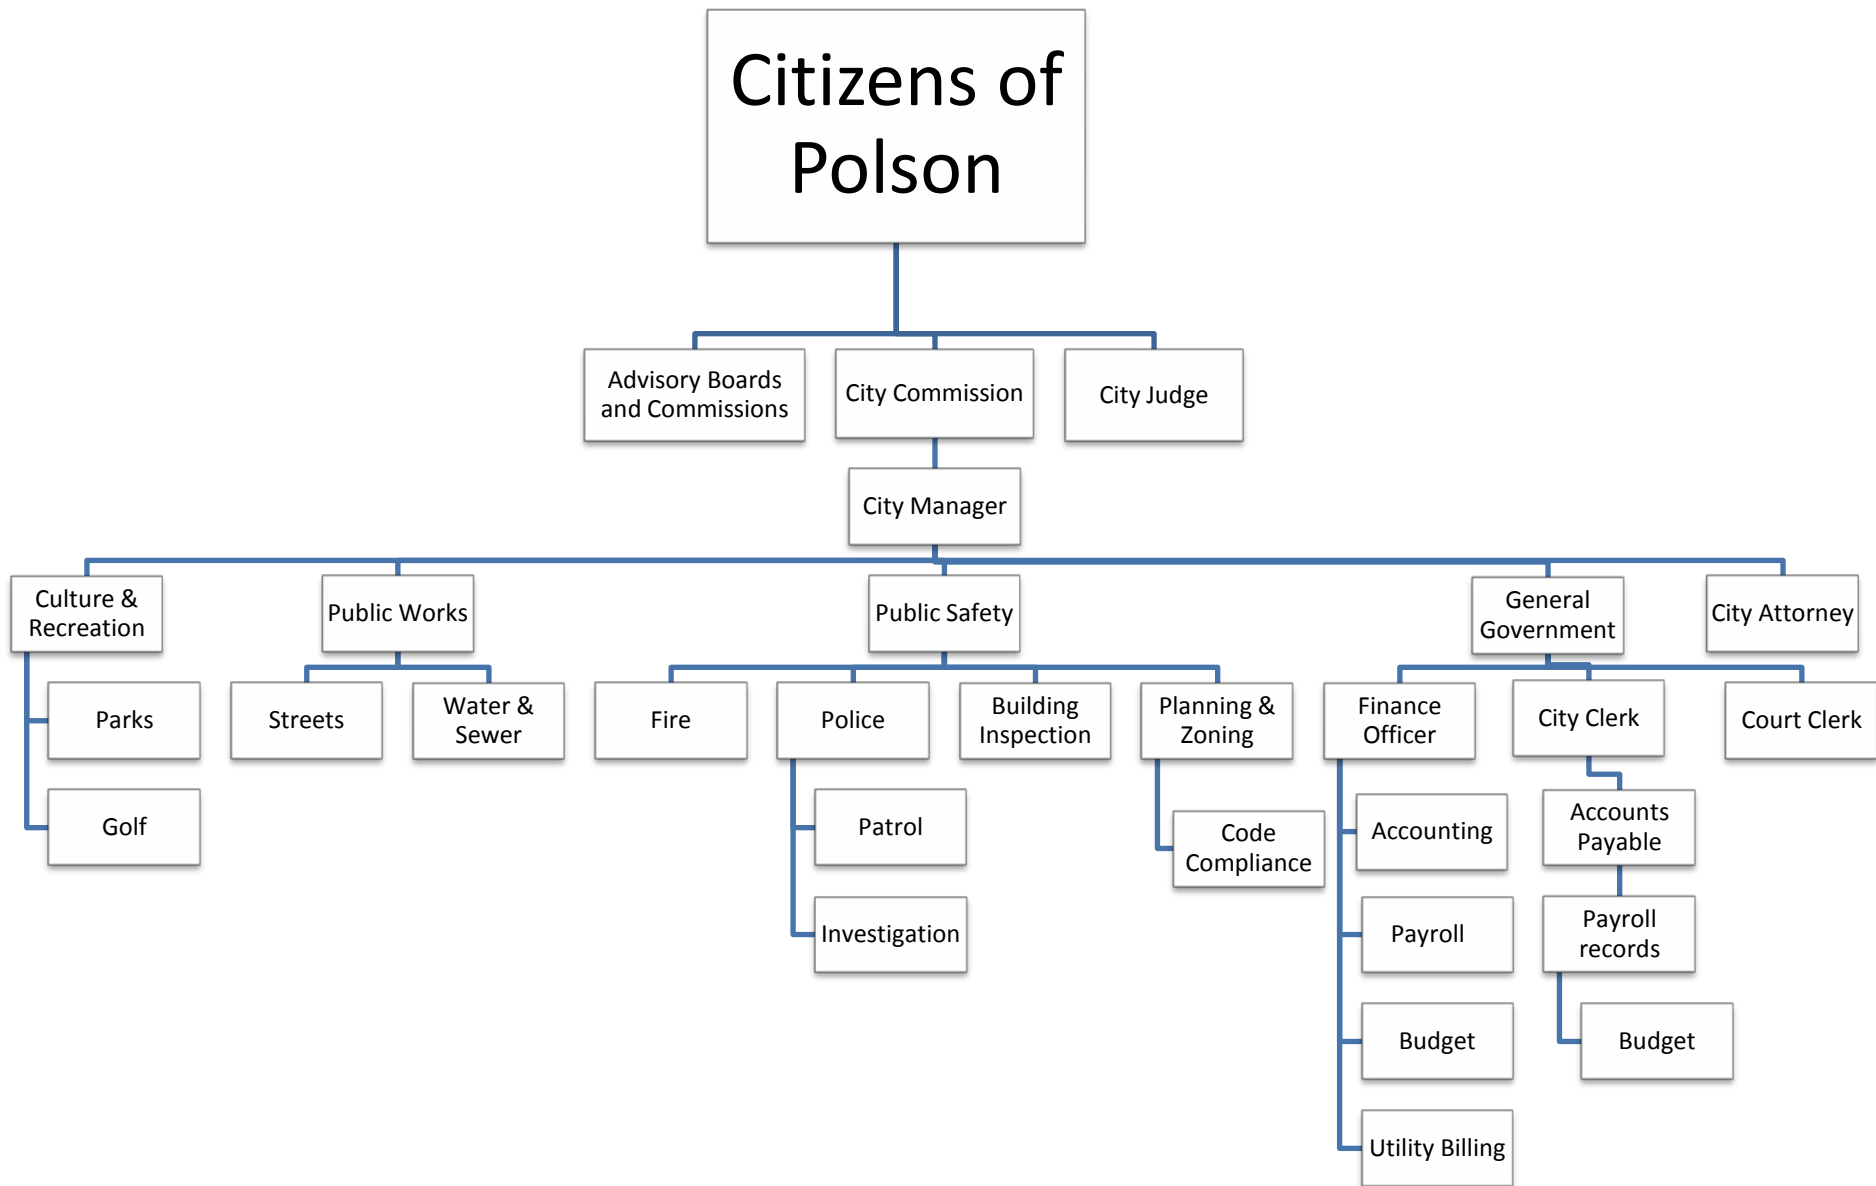 Citizens of
Polson
Advisory Boards
and Commissions
City Commission
City Judge
City Manager
Culture &
Recreation
Public Works
Public Safety
General
Government
City Attorney
Parks
Streets
Water &
Sewer
Fire
Police
Building
Inspection
Planning &
Zoning
Finance
Officer
City Clerk
Court Clerk
Golf
Patrol
Code
Compliance
Accounting
Accounts
Payable
Investigation
Payroll
Payroll
records
Budget
Budget
Utility Billing